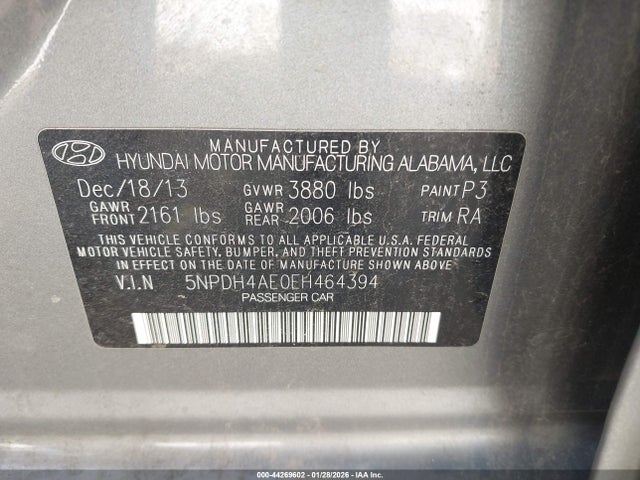 MANUFACTURED BY
HYUNDAI MOTOR MANUFACTURING ALABAMA, LLC
Dec/18/13 GVWR 3880 lbs PAINT P3
GAWR FRONT 2161 lbs GAWR REAR 2006 lbs TRIM RA
THIS VEHICLE CONFORMS TO ALL APPLICABLE U.S.A. FEDERAL
MOTOR VEHICLE SAFETY, BUMPER, AND THEFT PREVENTION STANDARDS
IN EFFECT ON THE DATE OF MANUFACTURE SHOWN ABOVE
V.I.N 5NPDH4AE0EH464394
PASSENGER CAR
000-44269602 - 01/28/2026 - IAA Inc.